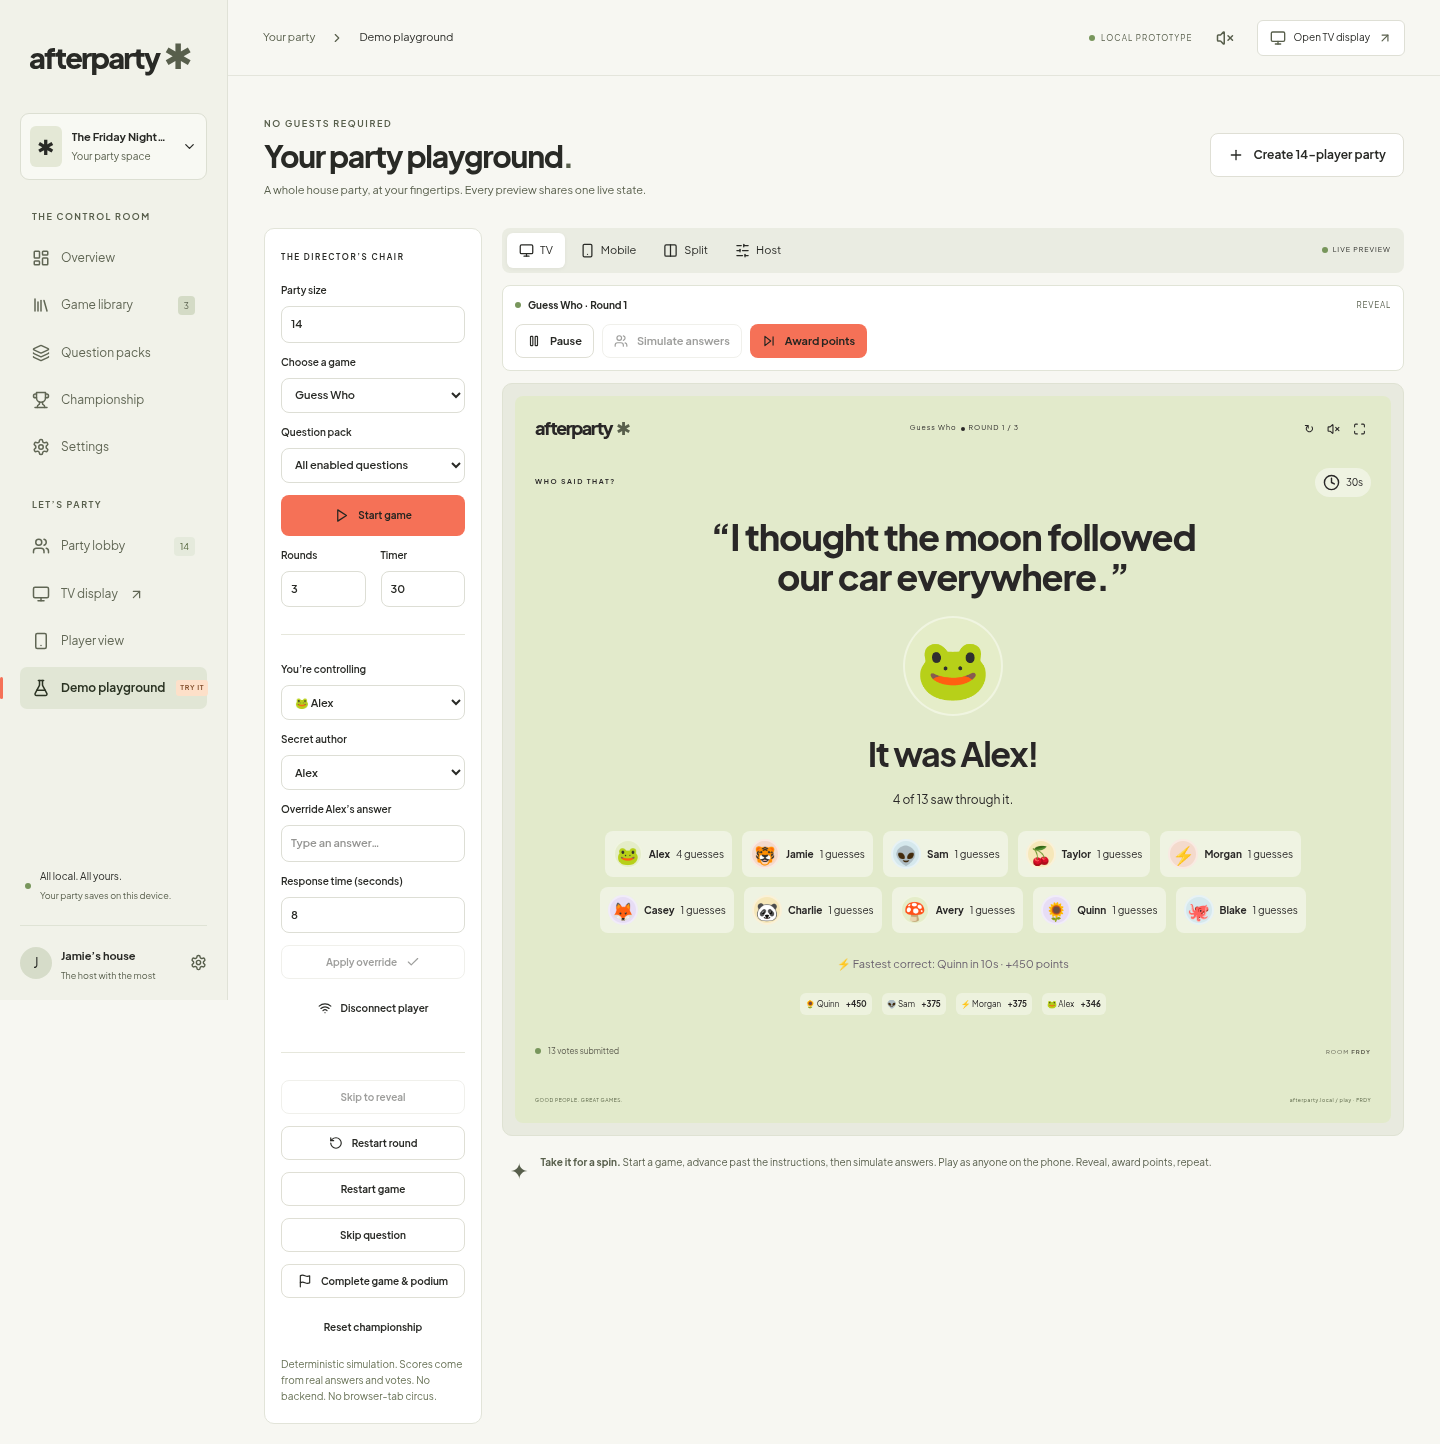 afterparty
The Friday Night…
Your party space
THE CONTROL ROOM
Overview
Game library 3
Question packs
Championship
Settings
LET'S PARTY
Party lobby 14
TV display
Player view
Demo playground TRY IT
All local. All yours.
Your party saves on this device.
J
Jamie's house
The host with the most
Your party > Demo playground
LOCAL PROTOTYPE
Open TV display
NO GUESTS REQUIRED
Your party playground.
A whole house party, at your fingertips. Every preview shares one live state.
Create 14-player party
THE DIRECTOR'S CHAIR
Party size
14
Choose a game
Guess Who
Question pack
All enabled questions
Start game
Rounds Timer
3 30
You're controlling
🐸 Alex
Secret author
Alex
Override Alex's answer
Type an answer…
Response time (seconds)
8
Apply override
Disconnect player
Skip to reveal
Restart round
Restart game
Skip question
Complete game & podium
Reset championship
Deterministic simulation. Scores come
from real answers and votes. No
backend. No browser-tab circus.
TV Mobile Split Host
LIVE PREVIEW
Guess Who · Round 1 REVEAL
Pause Simulate answers Award points
afterparty
Guess Who ● ROUND 1 / 3
WHO SAID THAT?
30s
“I thought the moon followed
our car everywhere.”
It was Alex!
4 of 13 saw through it.
Alex 4 guesses Jamie 1 guesses Sam 1 guesses Taylor 1 guesses Morgan 1 guesses
Casey 1 guesses Charlie 1 guesses Avery 1 guesses Quinn 1 guesses Blake 1 guesses
⚡ Fastest correct: Quinn in 10s · +450 points
Quinn +450 Sam +375 Morgan +375 Alex +346
13 votes submitted
ROOM FRDY
GOOD PEOPLE. GREAT GAMES.
afterparty.local / play · FRDY
Take it for a spin. Start a game, advance past the instructions, then simulate answers. Play as anyone on the phone. Reveal, award points, repeat.